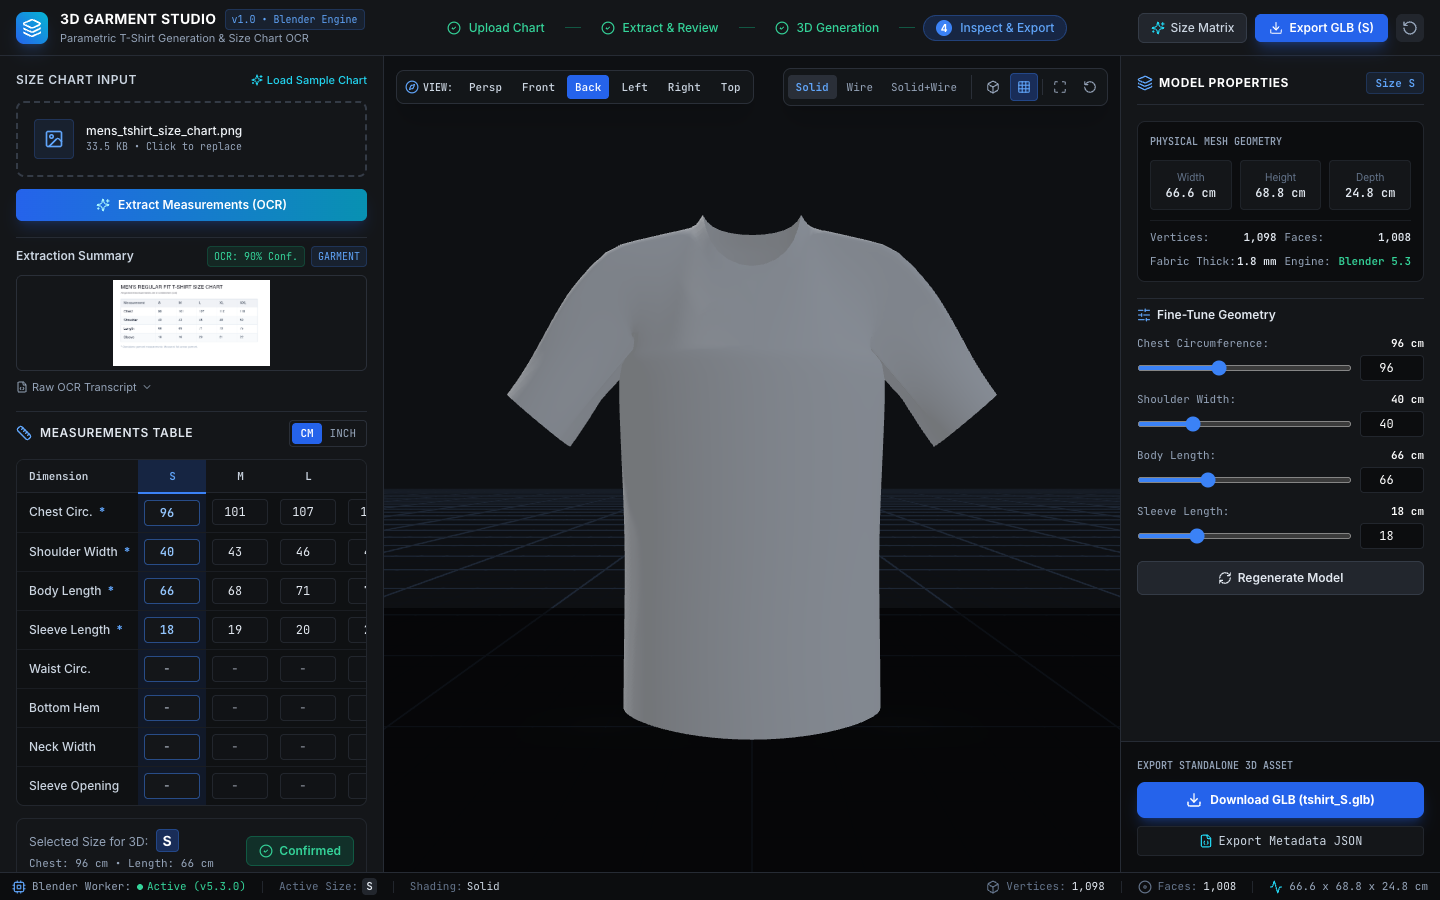 3D GARMENT STUDIO v1.0 • Blender Engine
Parametric T-Shirt Generation & Size Chart OCR
Upload Chart
Extract & Review
3D Generation
4 Inspect & Export
Size Matrix
Export GLB (S)
SIZE CHART INPUT
Load Sample Chart
mens_tshirt_size_chart.png
33.5 KB • Click to replace
Extract Measurements (OCR)
Extraction Summary
OCR: 90% Conf.
GARMENT
MEN'S REGULAR FIT T-SHIRT SIZE CHART
Raw OCR Transcript
MEASUREMENTS TABLE
CM INCH
Dimension S M L
Chest Circ. * 96 101 107 1
Shoulder Width * 40 43 46
Body Length * 66 68 71
Sleeve Length * 18 19 20
Waist Circ. - -  -
Bottom Hem - - -
Neck Width - - -
Sleeve Opening - - -
Selected Size for 3D: S
Chest: 96 cm • Length: 66 cm
Confirmed
VIEW: Persp Front Back Left Right Top
Solid Wire Solid+Wire
MODEL PROPERTIES
Size S
PHYSICAL MESH GEOMETRY
Width Height Depth
66.6 cm 68.8 cm 24.8 cm
Vertices: 1,098 Faces: 1,008
Fabric Thick: 1.8 mm Engine: Blender 5.3
Fine-Tune Geometry
Chest Circumference: 96 cm
96
Shoulder Width: 40 cm
40
Body Length: 66 cm
66
Sleeve Length: 18 cm
18
Regenerate Model
EXPORT STANDALONE 3D ASSET
Download GLB (tshirt_S.glb)
Export Metadata JSON
Blender Worker: Active (v5.3.0)
Active Size: S
Shading: Solid
Vertices: 1,098
Faces: 1,008
66.6 x 68.8 x 24.8 cm